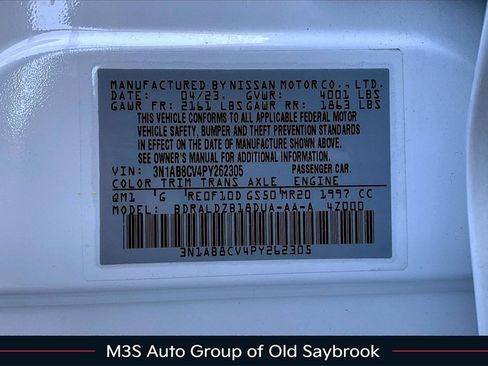 MANUFACTURED BY NISSAN MOTOR CO., LTD.
DATE: 04/23 GVWR: 4001 LBS
GAWR FR: 2161 LBS GAWR RR: 1863 LBS
THIS VEHICLE CONFORMS TO ALL APPLICABLE FEDERAL MOTOR
VEHICLE SAFETY, BUMPER AND THEFT PREVENTION STANDARDS
IN EFFECT ON THE DATE OF MANUFACTURE SHOWN ABOVE.
SEE OWNER'S MANUAL FOR ADDITIONAL INFORMATION.
VIN: 3N1AB8CV4PY262305 PASSENGER CAR.
COLOR TRIM TRANS AXLE ENGINE
QM1 G RE0F10D GS50 MR20 1997 CC
MODEL: BDRALDZB18DUA-AA-A 4Z000
3N1AB8CV4PY262305
M3S Auto Group of Old Saybrook